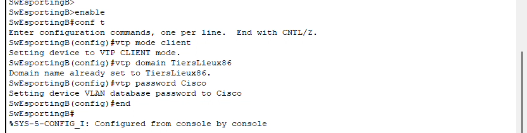 SwEsportingB>
SwEsportingB>enable
SwEsportingB#conf t
Enter configuration commands, one per line.  End with CNTL/Z.
SwEsportingB(config)#vtp mode client
Setting device to VTP CLIENT mode.
SwEsportingB(config)#vtp domain TiersLieux86
Domain name already set to TiersLieux86.
SwEsportingB(config)#vtp password Cisco
Setting device VLAN database password to Cisco
SwEsportingB(config)#end
SwEsportingB#
%SYS-5-CONFIG_I: Configured from console by console